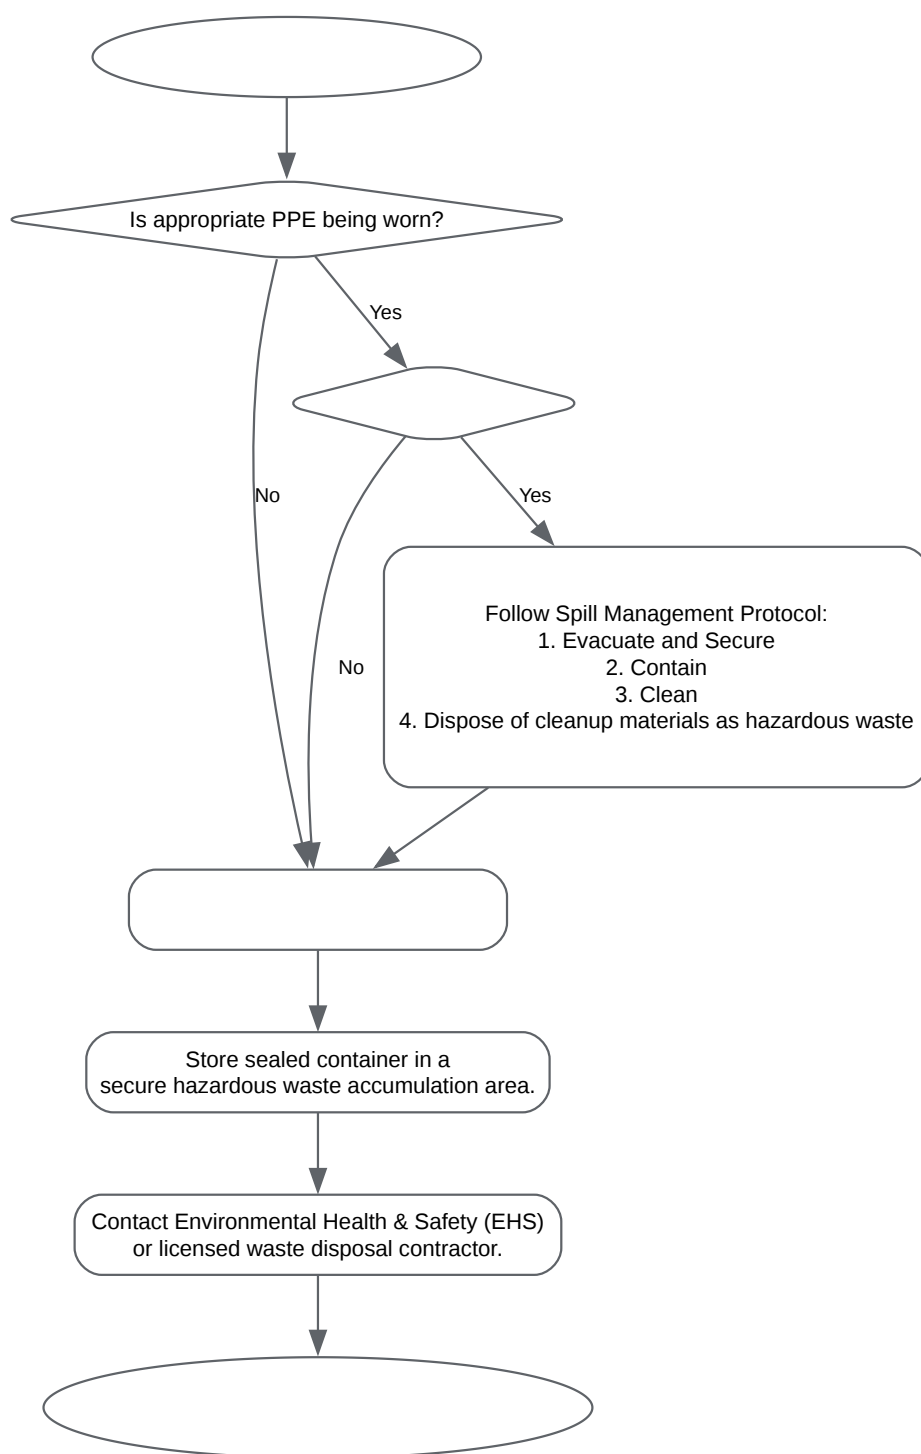 Is appropriate PPE being worn?
Yes
No
Yes
Follow Spill Management Protocol:
1. Evacuate and Secure
2. Contain
3. Clean
4. Dispose of cleanup materials as hazardous waste
No
Store sealed container in a
secure hazardous waste accumulation area.
Contact Environmental Health & Safety (EHS)
or licensed waste disposal contractor.